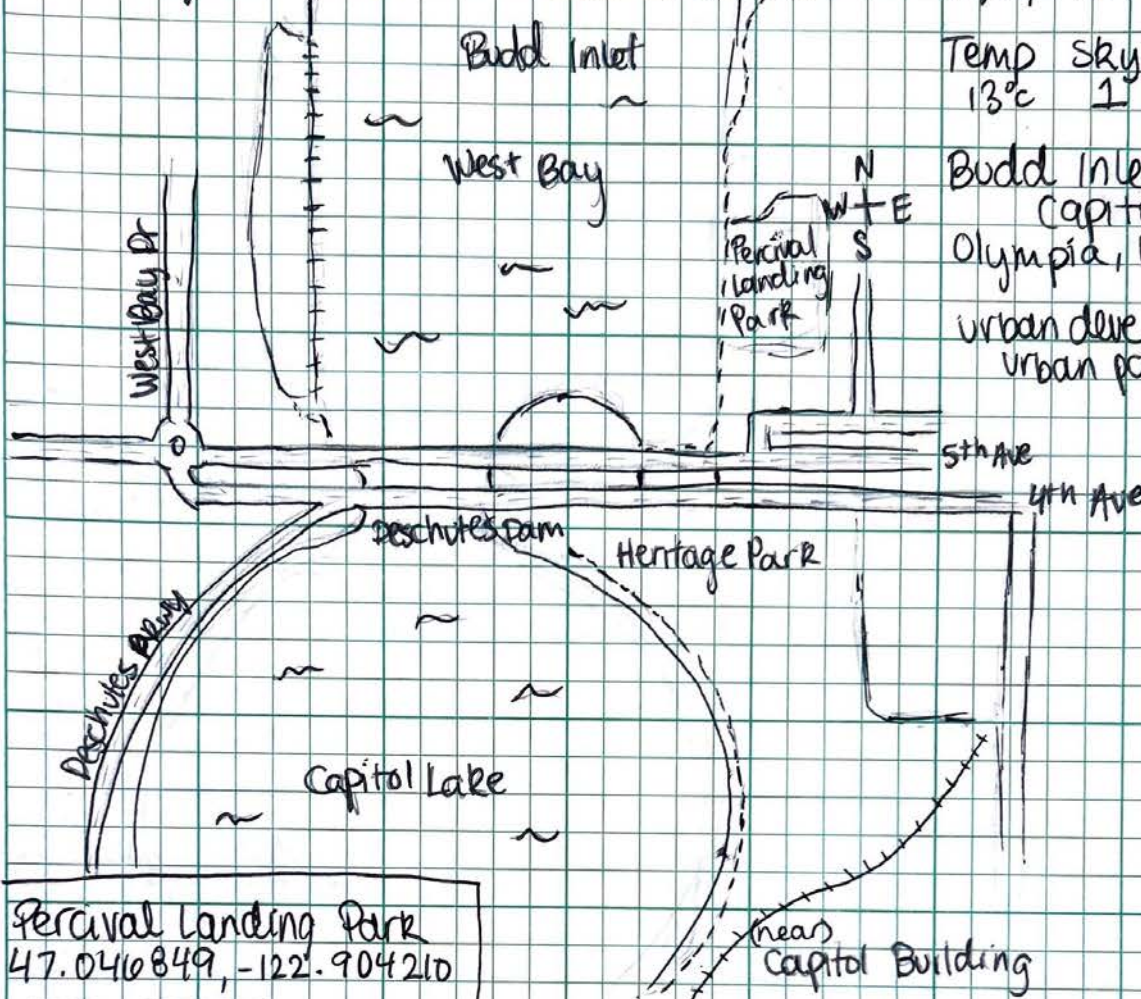 Budd Inlet
Temp Sky
13°C 1
West Bay
N
W E
S
Budd Inle
Capit
Olympia,
urban deve
urban po
Percival
Landing
Park
West Bay Dr
5th Ave
4th Ave
Deschutes Dam
Heritage Park
Deschutes
Capitol Lake
Percival Landing Park
47.046849, -122.904210
(near)
Capitol Building